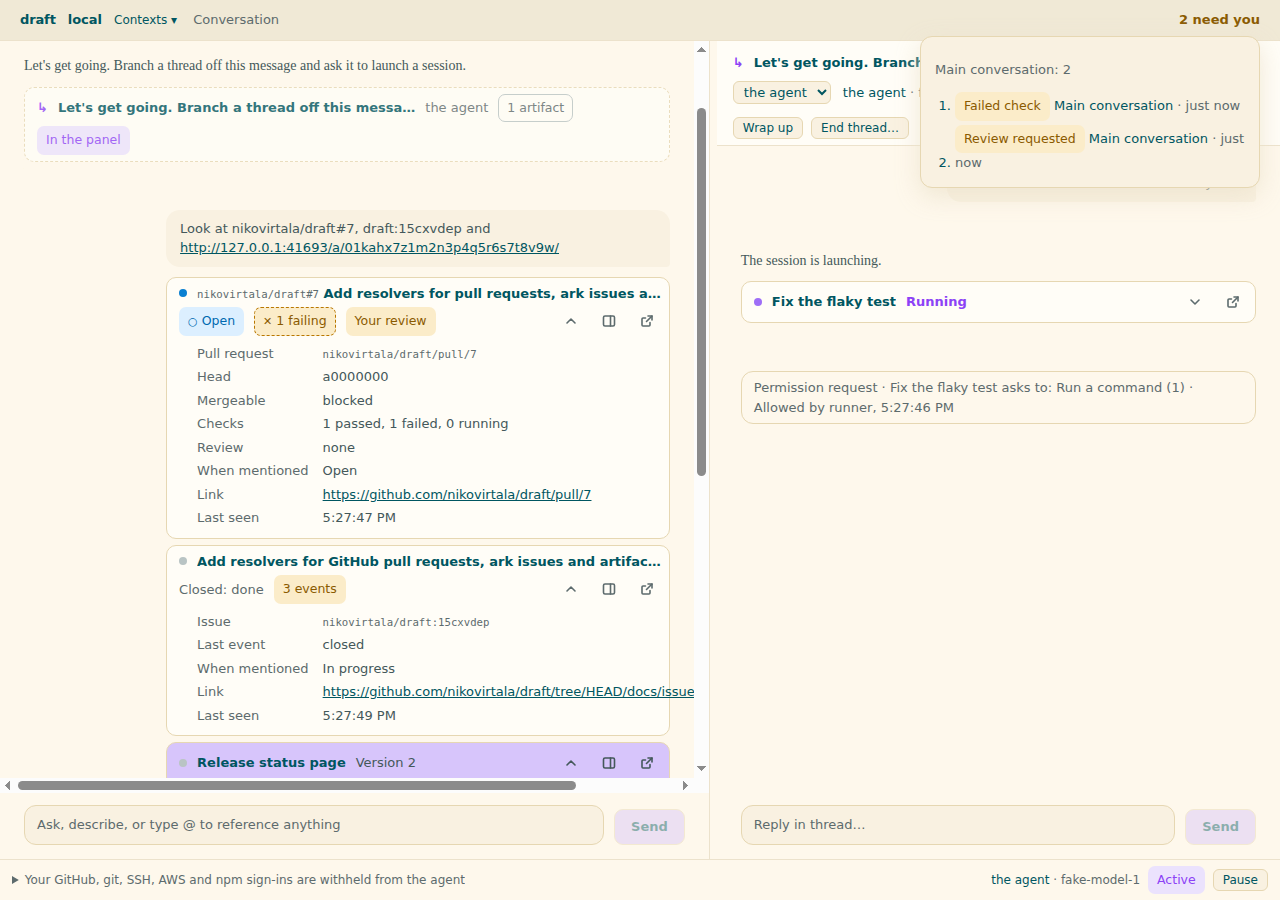 draft local Contexts ▾ Conversation 2 need you
Let's get going. Branch a thread off this message and ask it to launch a session.
↳ Let's get going. Branch a thread off this messa… the agent 1 artifact
In the panel
Look at nikovirtala/draft#7, draft:15cxvdep and
http://127.0.0.1:41693/a/01kahx7z1m2n3p4q5r6s7t8v9w/
nikovirtala/draft#7 Add resolvers for pull requests, ark issues a…
○ Open × 1 failing Your review
Pull request nikovirtala/draft/pull/7
Head a0000000
Mergeable blocked
Checks 1 passed, 1 failed, 0 running
Review none
When mentioned Open
Link https://github.com/nikovirtala/draft/pull/7
Last seen 5:27:47 PM
Add resolvers for GitHub pull requests, ark issues and artifac…
Closed: done 3 events
Issue nikovirtala/draft:15cxvdep
Last event closed
When mentioned In progress
Link https://github.com/nikovirtala/draft/tree/HEAD/docs/issue
Last seen 5:27:49 PM
Release status page Version 2
Ask, describe, or type @ to reference anything Send
↳ Let's get going. Branch
the agent the agent ·
Wrap up End thread…
Main conversation: 2
1. Failed check Main conversation · just now
Review requested Main conversation · just
2. now
The session is launching.
Fix the flaky test Running
Permission request · Fix the flaky test asks to: Run a command (1) ·
Allowed by runner, 5:27:46 PM
Reply in thread… Send
▶ Your GitHub, git, SSH, AWS and npm sign-ins are withheld from the agent the agent · fake-model-1 Active Pause